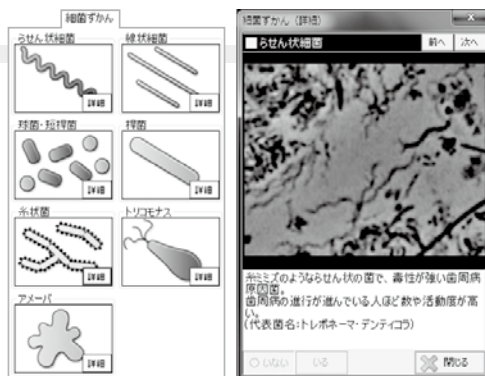 細菌ずかん
らせん状細菌
詳細
線状細菌
詳細
球菌・短桿菌
詳細
桿菌
詳細
糸状菌
詳細
トリコモナス
詳細
アメーバ
詳細
細菌ずかん (詳細)
らせん状細菌
前へ
次へ
糸ミミズのようならせん状の菌で、毒性が強い歯周病
原因菌。
歯周病の進行が進んでいる人ほど数や活動度が高
い。
(代表菌名:トレポネーマ・デンティコラ)
いない
いる
閉じる